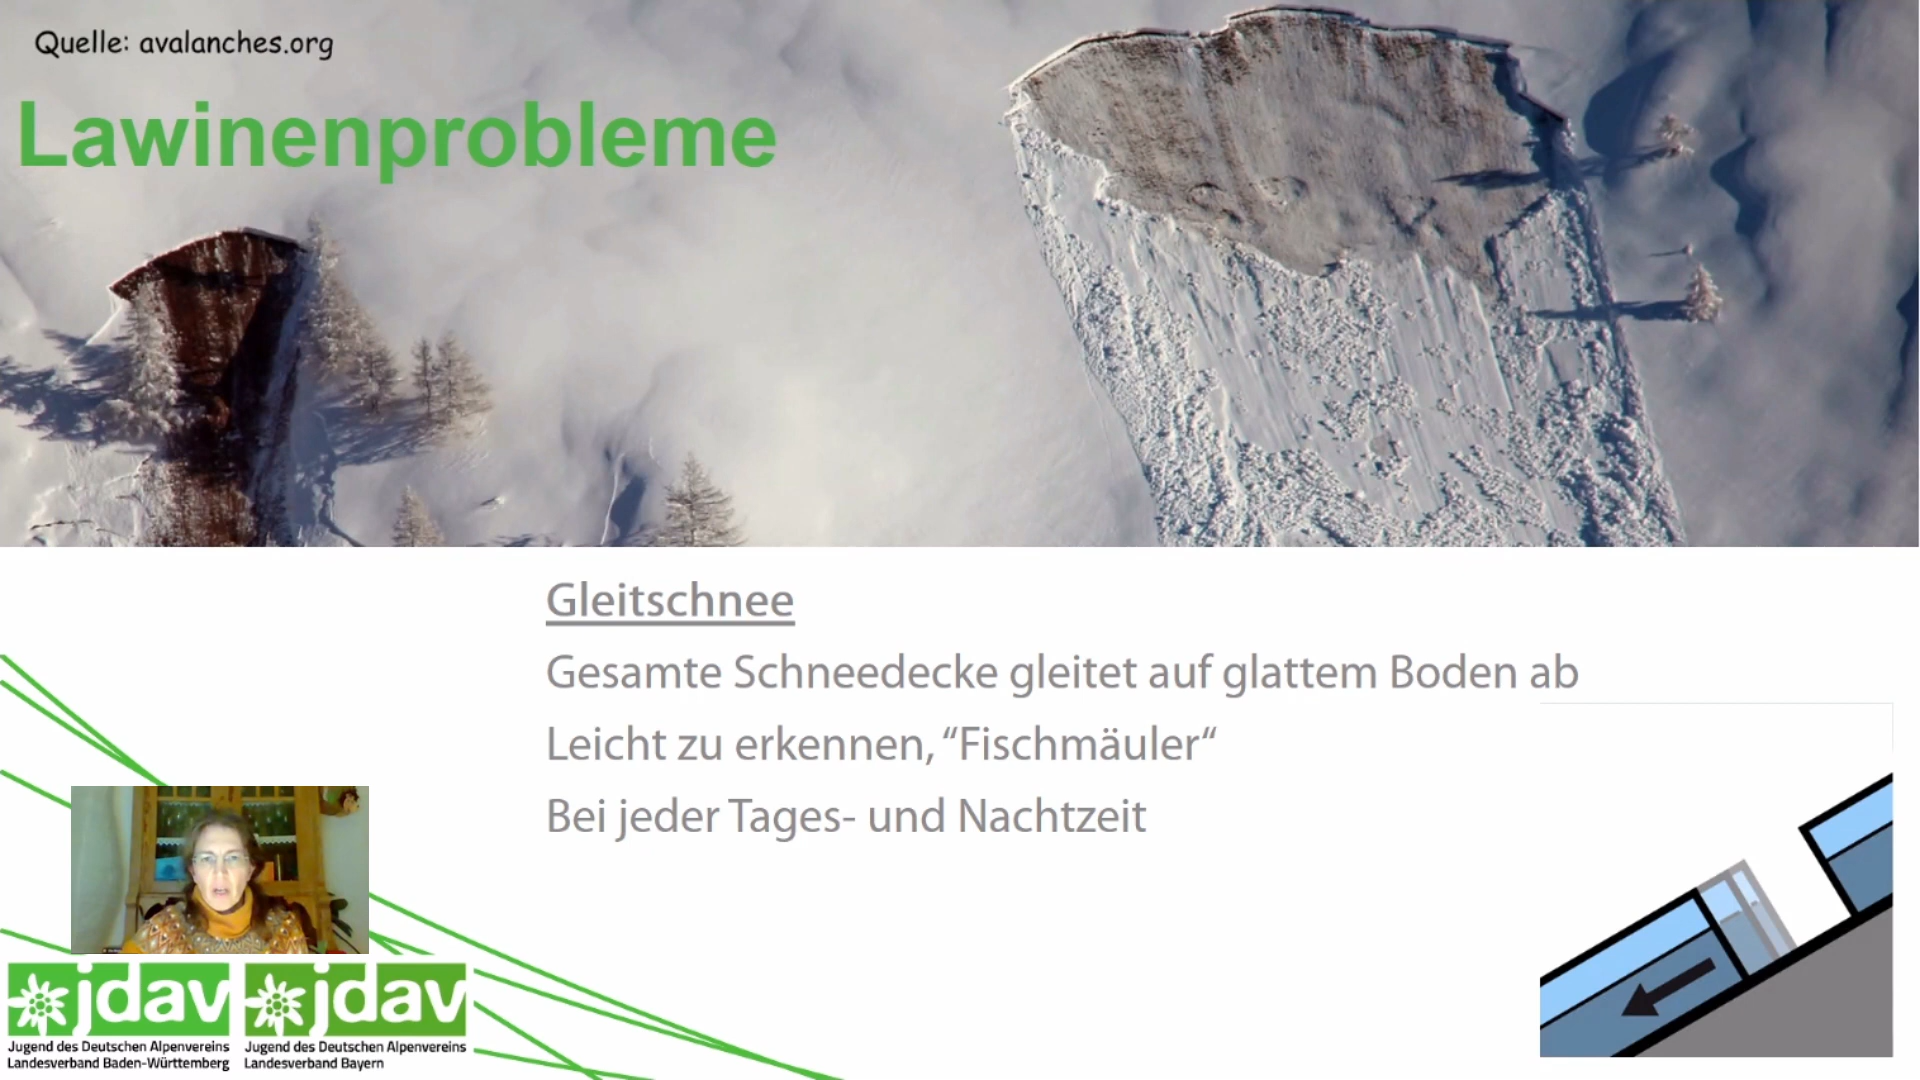 Quelle: avalanches.org
Lawinenprobleme
Gleitschnee
Gesamte Schneedecke gleitet auf glattem Boden ab
Leicht zu erkennen, “Fischmäuler“
Bei jeder Tages- und Nachtzeit
jdav
Jugend des Deutschen Alpenvereins
Landesverband Baden-Württemberg
jdav
Jugend des Deutschen Alpenvereins
Landesverband Bayern